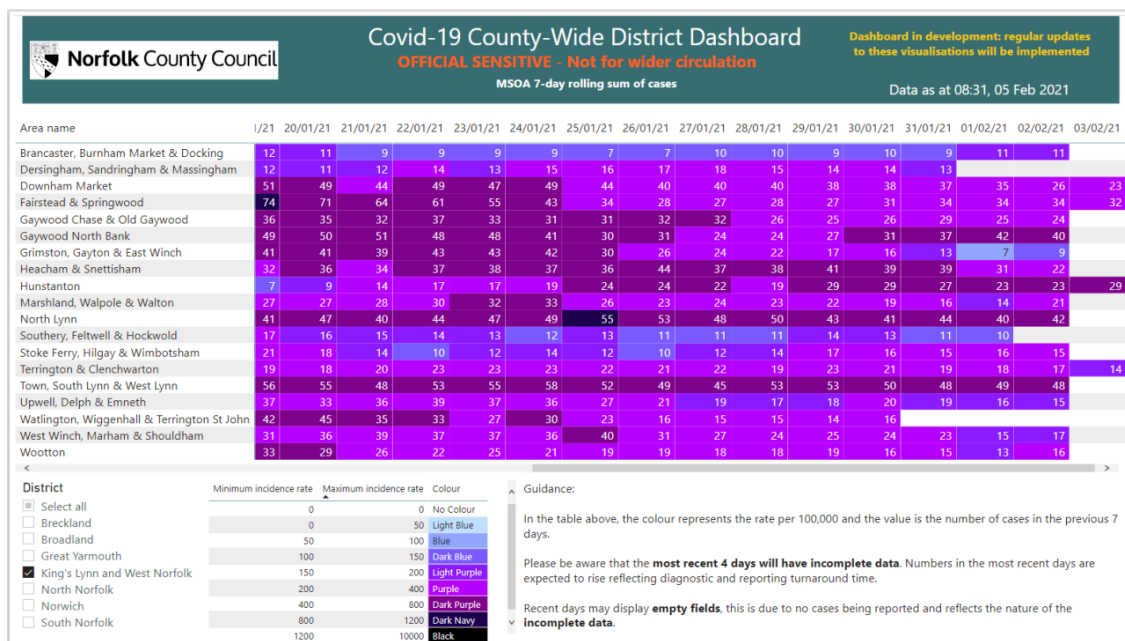 Norfolk County Council
Covid-19 County-Wide District Dashboard
OFFICIAL SENSITIVE - Not for wider circulation
MSOA 7-day rolling sum of cases
Dashboard in development: regular updates
to these visualisations will be implemented
Data as at 08:31, 05 Feb 2021
Area name /21 20/01/21 21/01/21 22/01/21 23/01/21 24/01/21 25/01/21 26/01/21 27/01/21 28/01/21 29/01/21 30/01/21 31/01/21 01/02/21 02/02/21 03/02/21
Brancaster, Burnham Market & Docking 12 11 9 9 9 9 7 7 10 10 9 10 9 11 11
Dersingham, Sandringham & Massingham 12 11 12 14 13 15 16 17 18 15 14 14 13
Downham Market 51 49 44 49 47 49 44 40 40 40 38 38 37 35 26 23
Fairstead & Springwood 74 71 64 61 55 43 34 28 27 28 27 31 34 34 34 32
Gaywood Chase & Old Gaywood 36 35 32 37 33 31 31 32 32 26 25 26 29 25 24
Gaywood North Bank 49 50 51 48 48 41 30 31 24 24 27 31 37 42 40
Grimston, Gayton & East Winch 41 41 39 43 43 42 30 26 24 22 17 16 13 7 9
Heacham & Snettisham 32 36 34 37 38 37 36 44 37 38 41 39 39 31 22
Hunstanton 7 9 14 17 17 19 24 24 22 19 29 29 27 23 23 29
Marshland, Walpole & Walton 27 27 28 30 32 33 26 23 24 23 22 19 16 14 21
North Lynn 41 47 40 44 47 49 55 53 48 50 43 41 44 40 42
Southery, Feltwell & Hockwold 17 16 15 14 13 12 13 11 11 11 14 13 11 10
Stoke Ferry, Hilgay & Wimbotsham 21 18 14 10 12 14 12 10 12 14 17 16 15 16 15
Terrington & Clenchwarton 19 18 20 23 23 23 22 21 22 19 23 21 19 18 17 14
Town, South Lynn & West Lynn 56 55 48 53 55 58 52 49 45 53 53 50 48 49 48
Upwell, Delph & Emneth 37 33 36 39 37 36 27 21 19 17 18 20 19 16 15
Watlington, Wiggenhall & Terrington St John 42 45 35 33 27 30 23 16 15 15 14 16
West Winch, Marham & Shouldham 31 36 39 37 37 36 40 31 27 24 25 24 23 15 17
Wootton 33 29 26 22 25 21 19 19 18 18 19 16 15 13 16
District
Select all
Breckland
Broadland
Great Yarmouth
King's Lynn and West Norfolk
North Norfolk
Norwich
South Norfolk
Minimum incidence rate Maximum incidence rate Colour
0 0 No Colour
0 50 Light Blue
50 100 Blue
100 150 Dark Blue
150 200 Light Purple
200 400 Purple
400 800 Dark Purple
800 1200 Dark Navy
1200 10000 Black
Guidance:
In the table above, the colour represents the rate per 100,000 and the value is the number of cases in the previous 7
days.
Please be aware that the most recent 4 days will have incomplete data. Numbers in the most recent days are
expected to rise reflecting diagnostic and reporting turnaround time.
Recent days may display empty fields, this is due to no cases being reported and reflects the nature of the
incomplete data.